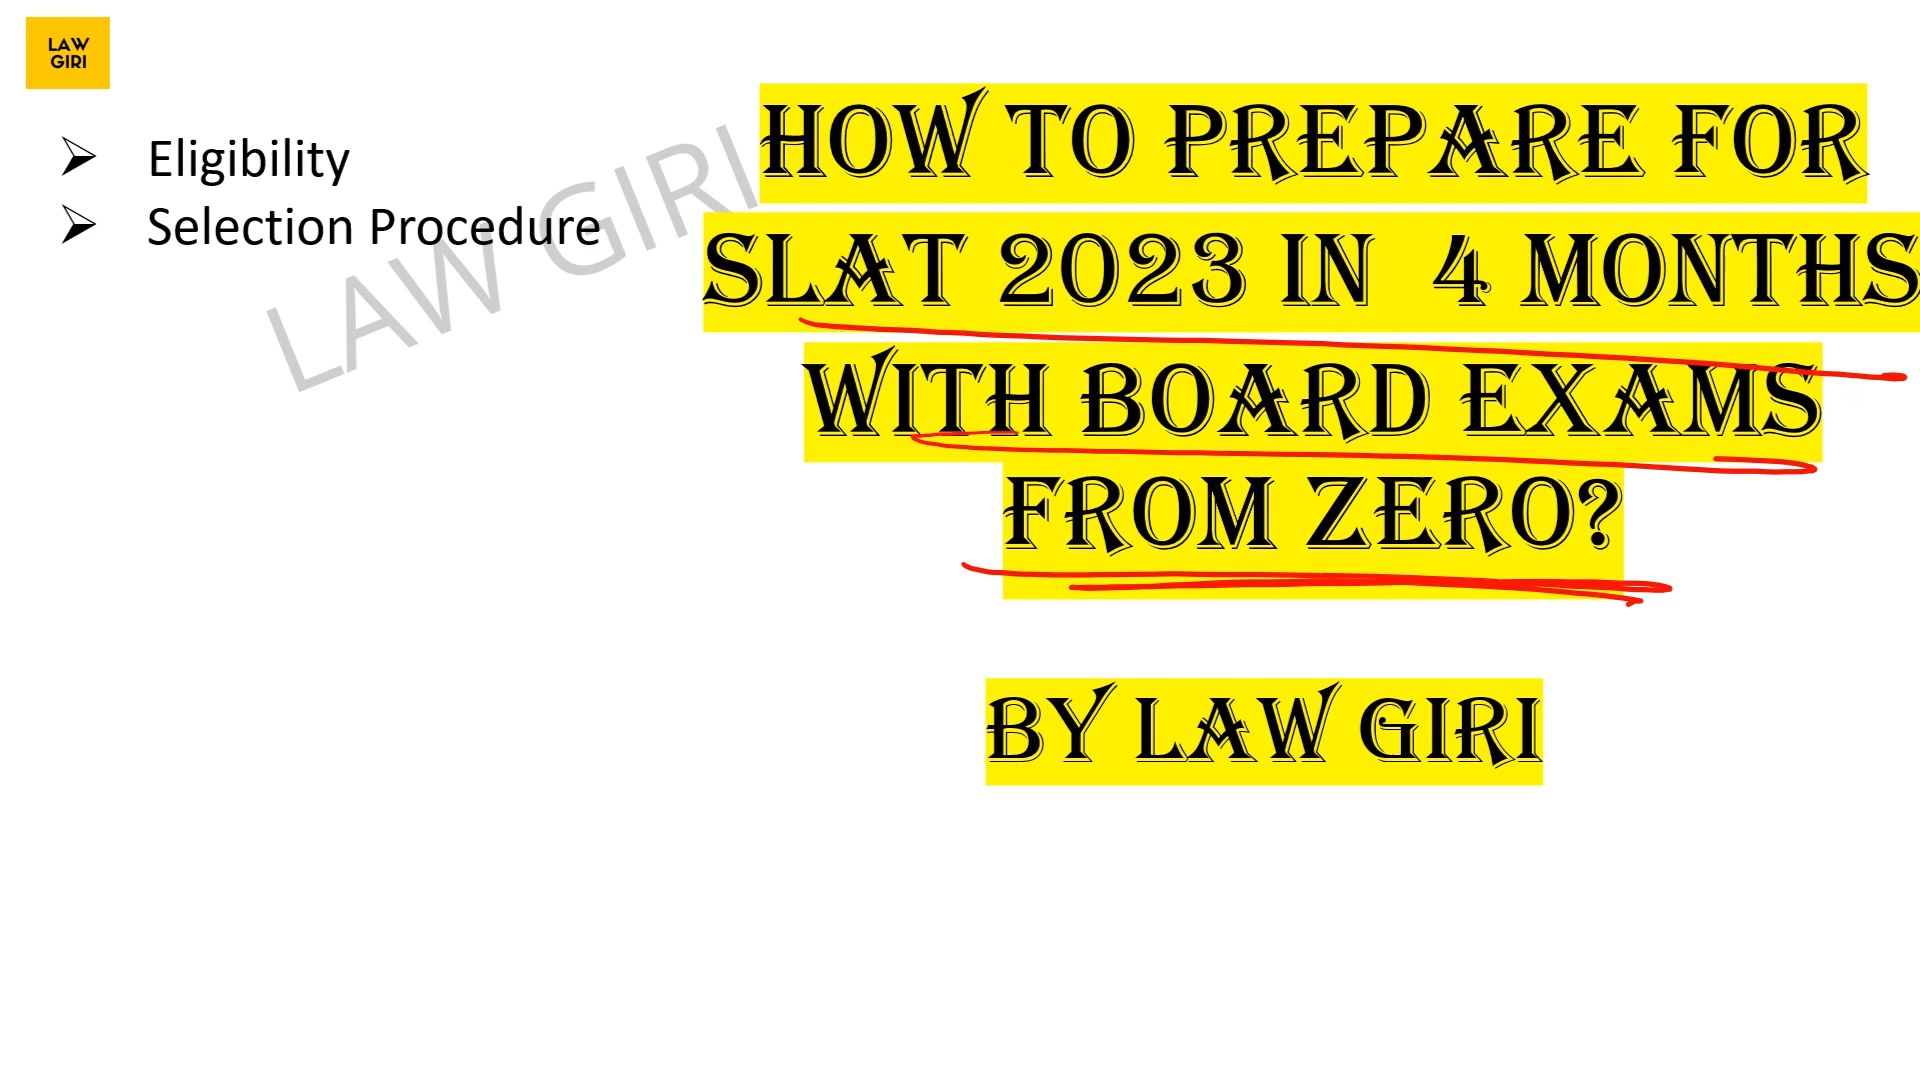 LAW
GIRI
Eligibility
Selection Procedure
LAW GIRI
HOW TO PREPARE FOR
SLAT 2023 IN 4 MONTHS
WITH BOARD EXAMS
FROM ZERO?
BY LAW GIRI